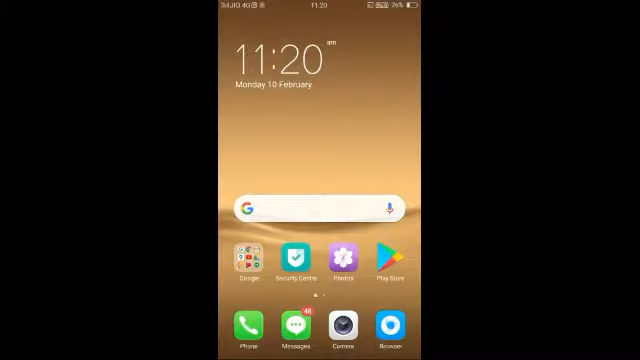 JIO 4G 11:20 26%
11:20 am
Monday 10 February
Google Security Centre Photos Play Store
48
Phone Messages Camera Browser